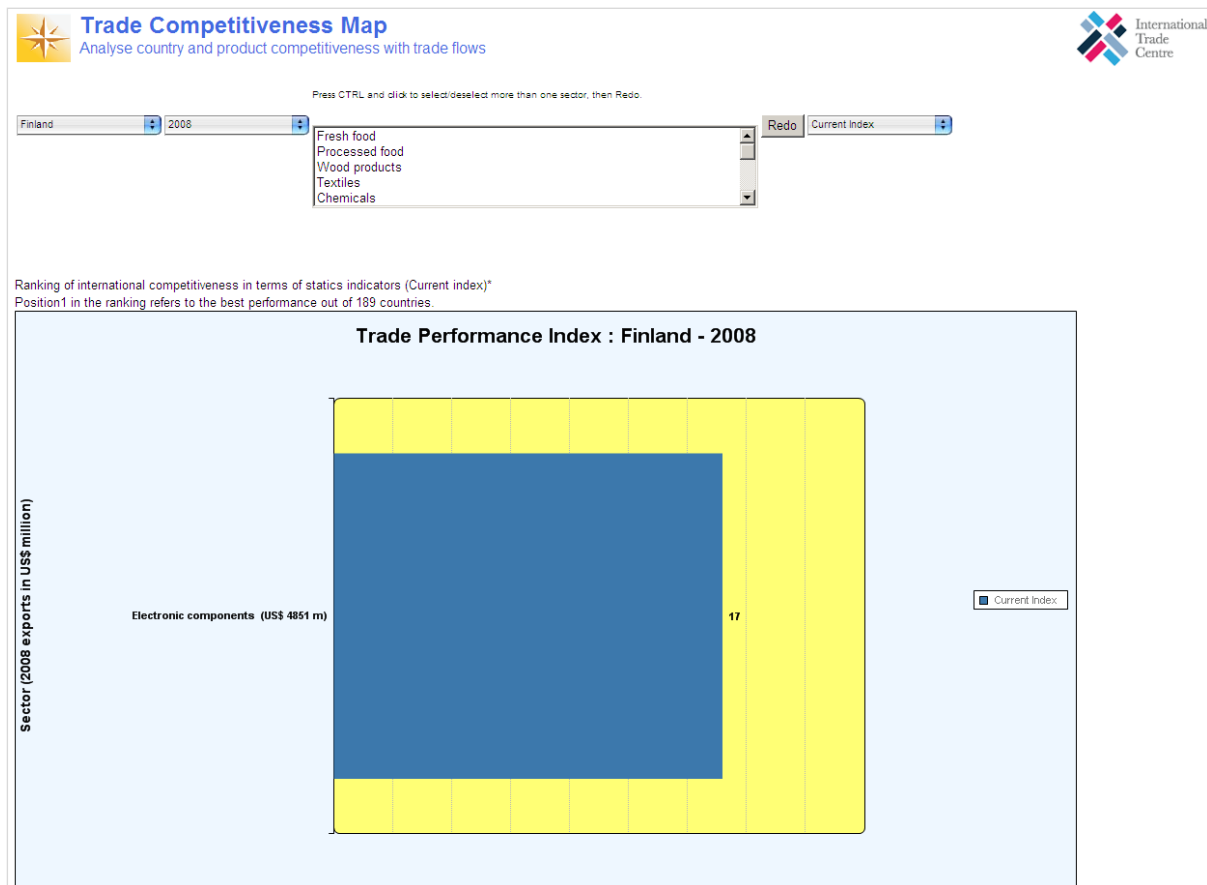 Trade Competitiveness Map
Analyse country and product competitiveness with trade flows
International
Trade
Centre
Press CTRL and click to select/deselect more than one sector, then Redo.
Finland
2008
Fresh food
Processed food
Wood products
Textiles
Chemicals
Redo
Current Index
Ranking of international competitiveness in terms of statics indicators (Current index)*
Position1 in the ranking refers to the best performance out of 189 countries.
Trade Performance Index : Finland - 2008
Sector (2008 exports in US$ million)
Electronic components (US$ 4851 m)
17
Current Index